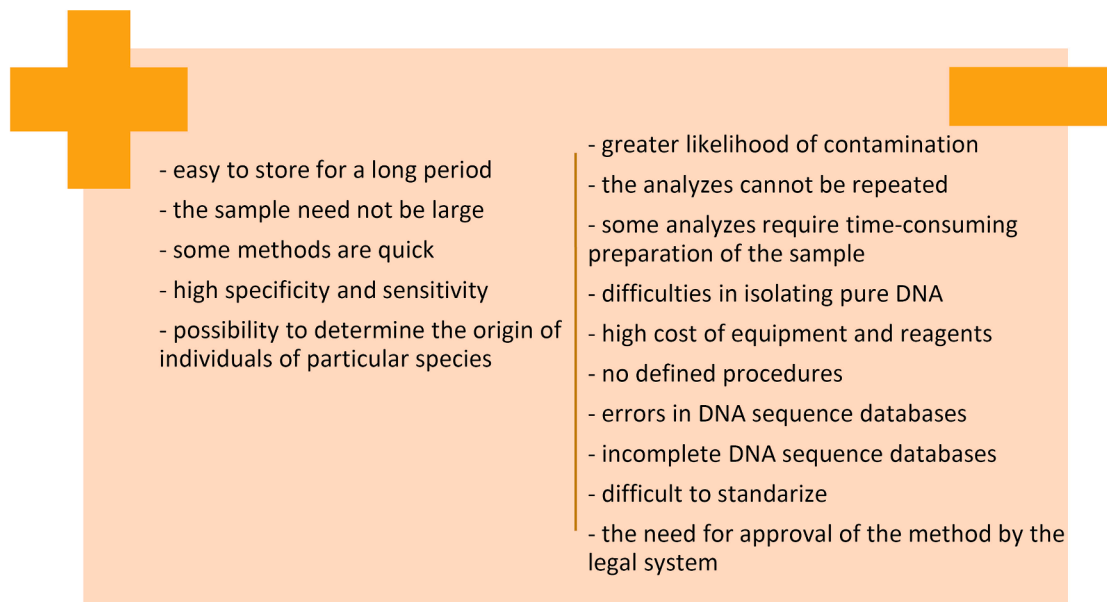 - easy to store for a long period
- the sample need not be large
- some methods are quick
- high specificity and sensitivity
- possibility to determine the origin of
individuals of particular species
- greater likelihood of contamination
- the analyzes cannot be repeated
- some analyzes require time-consuming
preparation of the sample
- difficulties in isolating pure DNA
- high cost of equipment and reagents
- no defined procedures
- errors in DNA sequence databases
- incomplete DNA sequence databases
- difficult to standarize
- the need for approval of the method by the
legal system